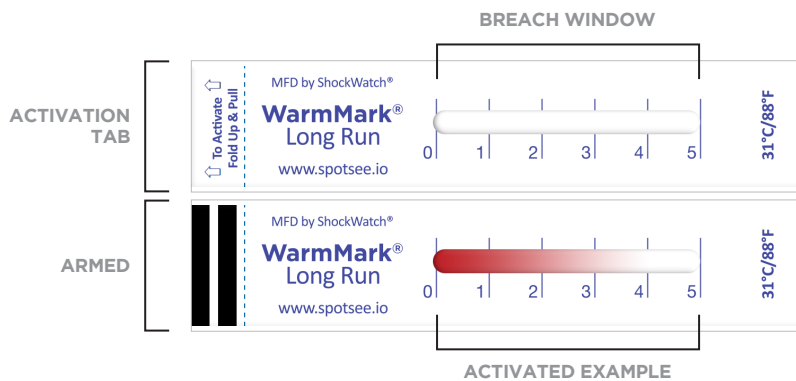 BREACH WINDOW
ACTIVATION
TAB
To Activate
Fold Up & Pull
MFD by ShockWatch®
WarmMark®
Long Run
www.spotsee.io
0 1 2 3 4 5
31°C/88°F
ARMED
MFD by ShockWatch®
WarmMark®
Long Run
www.spotsee.io
0 1 2 3 4 5
31°C/88°F
ACTIVATED EXAMPLE